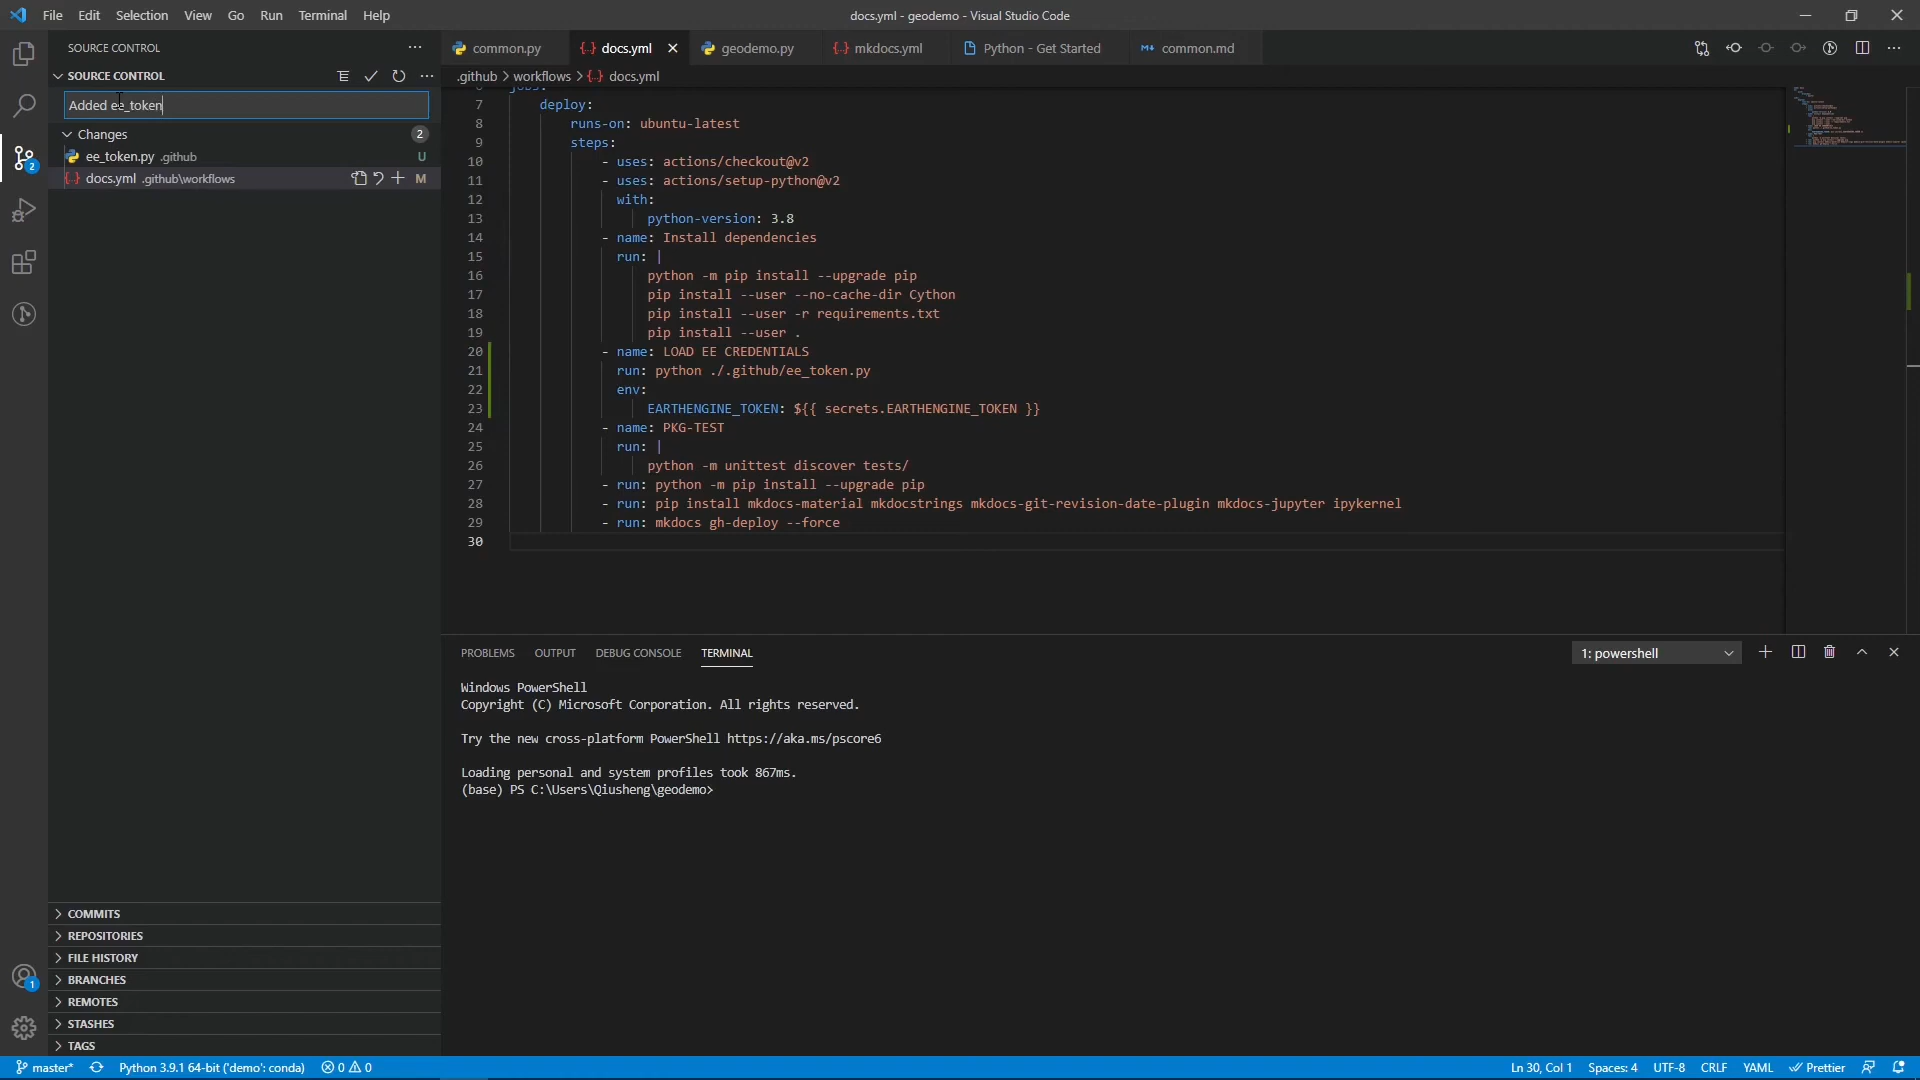 File Edit Selection View Go Run Terminal Help
docs.yml - geodemo - Visual Studio Code
SOURCE CONTROL
common.py docs.yml geodemo.py mkdocs.yml Python - Get Started common.md
SOURCE CONTROL
.github > workflows > docs.yml
Added ee_token
Changes 2
ee_token.py .github U
docs.yml .github\workflows M
2
6 jobs:
7 deploy:
8 runs-on: ubuntu-latest
9 steps:
10 - uses: actions/checkout@v2
11 - uses: actions/setup-python@v2
12 with:
13 python-version: 3.8
14 - name: Install dependencies
15 run: |
16 python -m pip install --upgrade pip
17 pip install --user --no-cache-dir Cython
18 pip install --user -r requirements.txt
19 pip install --user .
20 - name: LOAD EE CREDENTIALS
21 run: python ./.github/ee_token.py
22 env:
23 EARTHENGINE_TOKEN: ${{ secrets.EARTHENGINE_TOKEN }}
24 - name: PKG-TEST
25 run: |
26 python -m unittest discover tests/
27 - run: python -m pip install --upgrade pip
28 - run: pip install mkdocs-material mkdocstrings mkdocs-git-revision-date-plugin mkdocs-jupyter ipykernel
29 - run: mkdocs gh-deploy --force
30
PROBLEMS OUTPUT DEBUG CONSOLE TERMINAL
1: powershell
Windows PowerShell
Copyright (C) Microsoft Corporation. All rights reserved.
Try the new cross-platform PowerShell https://aka.ms/pscore6
Loading personal and system profiles took 867ms.
(base) PS C:\Users\Qiusheng\geodemo>
COMMITS
REPOSITORIES
FILE HISTORY
BRANCHES
REMOTES
STASHES
TAGS
1
master* Python 3.9.1 64-bit ('demo': conda) 0 0
Ln 30, Col 1 Spaces: 4 UTF-8 CRLF YAML Prettier